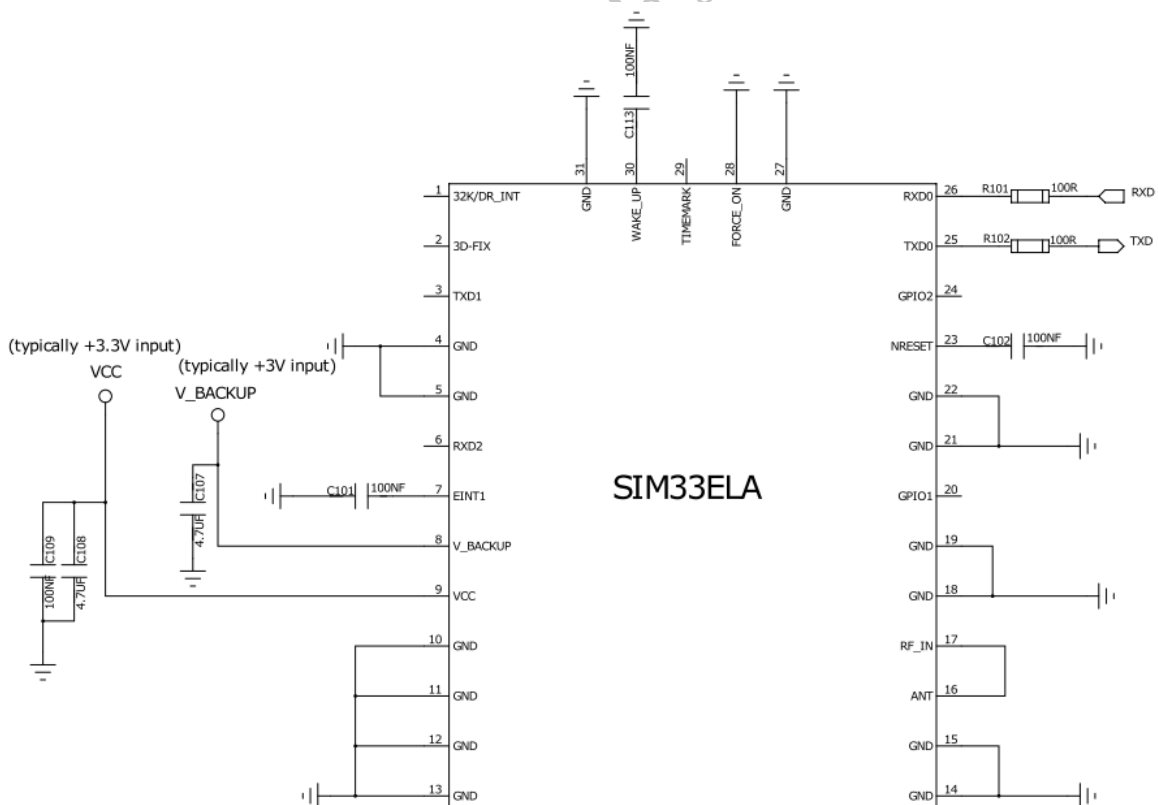 100NF
C113
31
30
29
28
27
GND
WAKE_UP
TIMEMARK
FORCE_ON
GND
1 32K/DR_INT
2 3D-FIX
3 TXD1
4 GND
5 GND
6 RXD2
7 EINT1
8 V_BACKUP
9 VCC
10 GND
11 GND
12 GND
13 GND
(typically +3.3V input)
VCC
(typically +3V input)
V_BACKUP
C107
4.7UF
C101 100NF
C109
100NF
C108
4.7UF
SIM33ELA
RXD0 26 R101 100R RXD
TXD0 25 R102 100R TXD
GPIO2 24
NRESET 23 C102 100NF
GND 22
GND 21
GPIO1 20
GND 19
GND 18
RF_IN 17
ANT 16
GND 15
GND 14